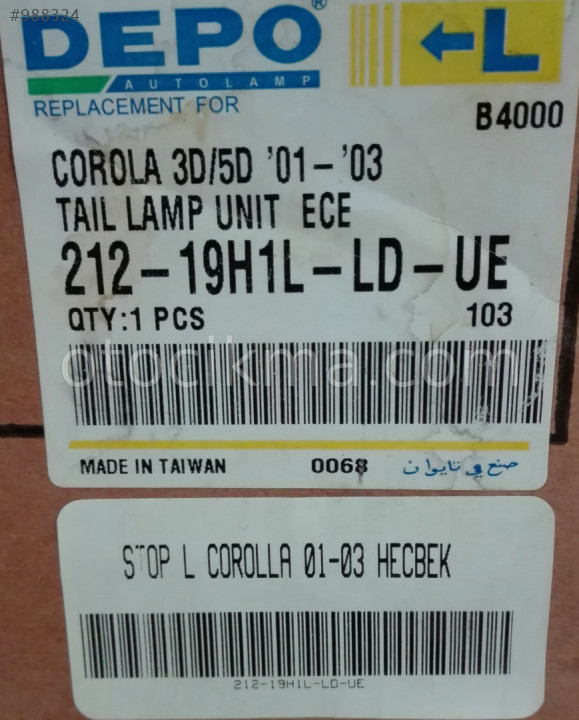 #988324
DEPO®
AUTOLAMP
L
REPLACEMENT FOR
B4000
COROLA 3D/5D '01-'03
TAIL LAMP UNIT ECE
212-19H1L-LD-UE
QTY:1 PCS 103
otocikma.com
MADE IN TAIWAN 0068 صنع في تايوان
STOP L COROLLA 01-03 HECBEK
212-19H1L-LD-UE